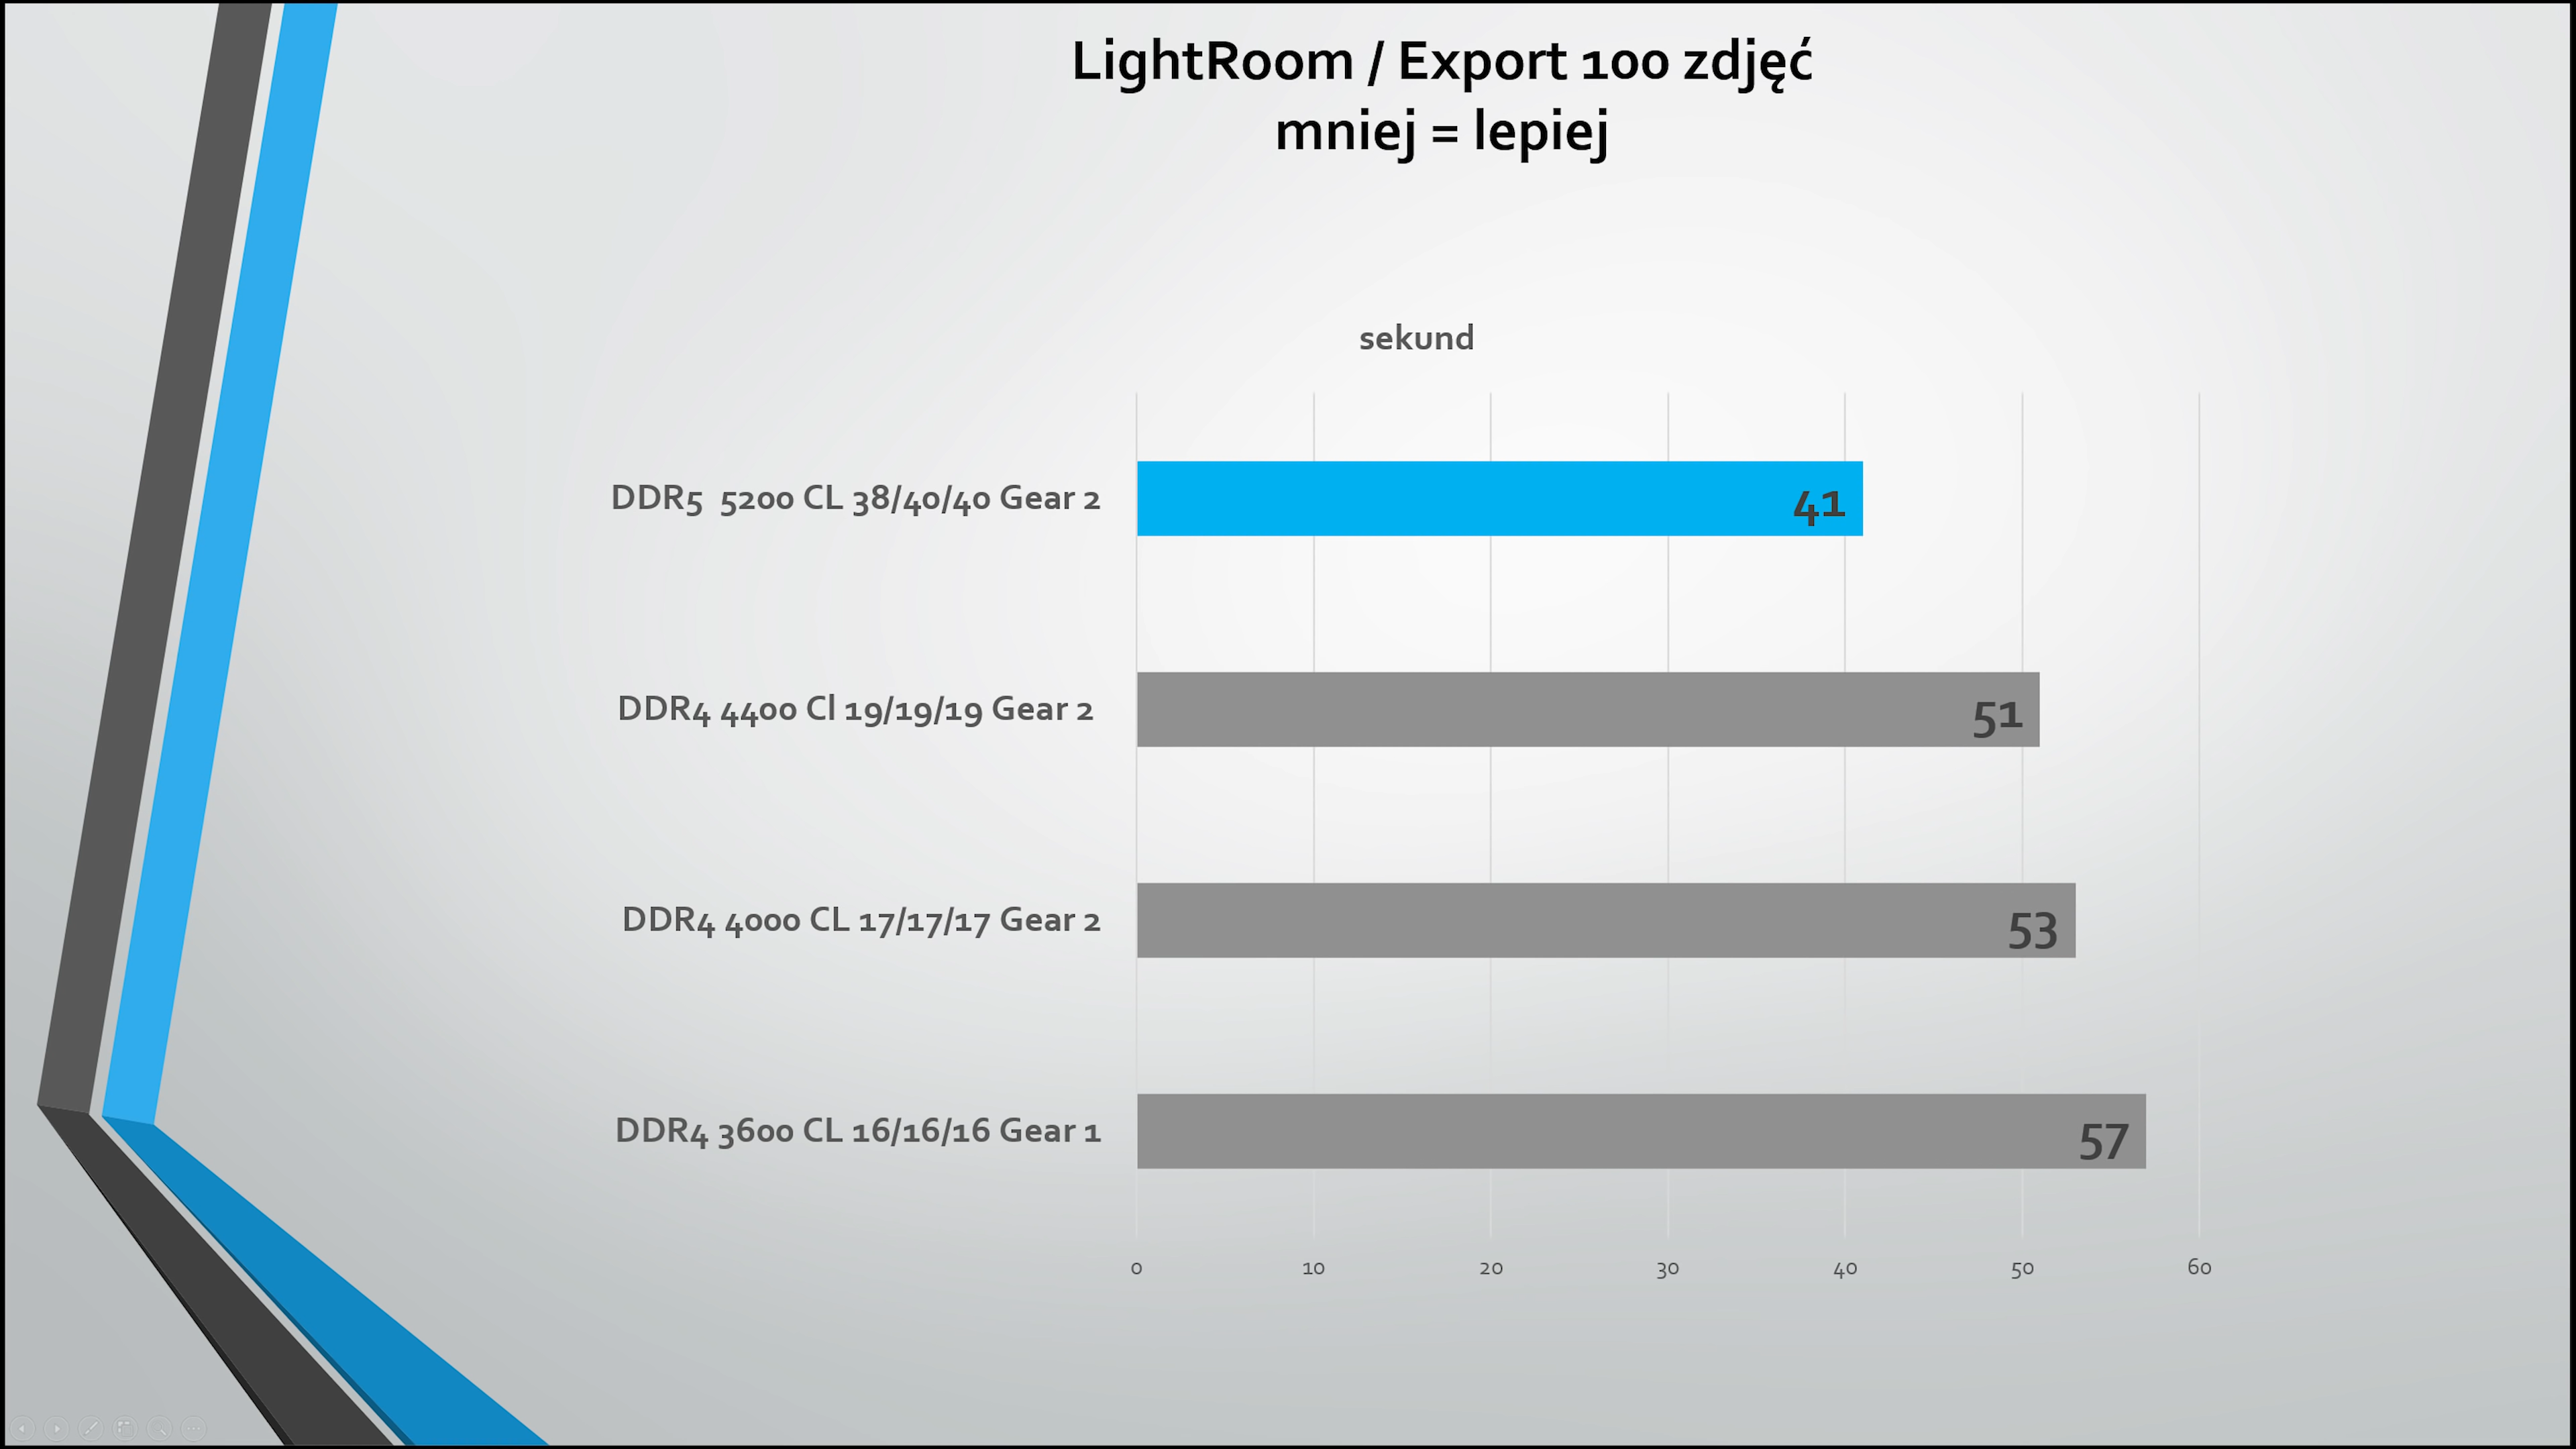 LightRoom / Export 100 zdjęć
mniej = lepiej
sekund
DDR5  5200 CL 38/40/40 Gear 2
41
DDR4 4400 Cl 19/19/19 Gear 2
51
DDR4 4000 CL 17/17/17 Gear 2
53
DDR4 3600 CL 16/16/16 Gear 1
57
0 10 20 30 40 50 60